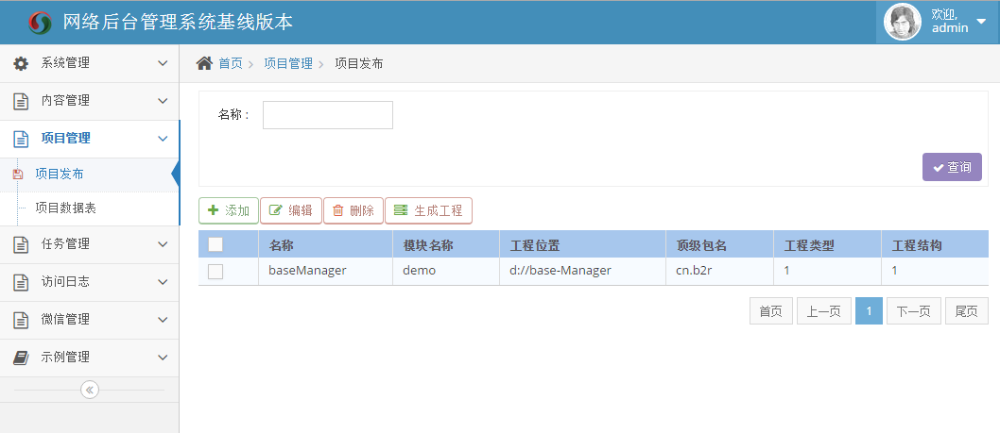 网络后台管理系统基线版本
欢迎,
admin
系统管理
内容管理
项目管理
项目发布
项目数据表
任务管理
访问日志
微信管理
示例管理
首页 项目管理 项目发布
名称：
查询
添加 编辑 删除 生成工程
名称 模块名称 工程位置 顶级包名 工程类型 工程结构
baseManager demo d://base-Manager cn.b2r 1 1
首页 上一页 1 下一页 尾页